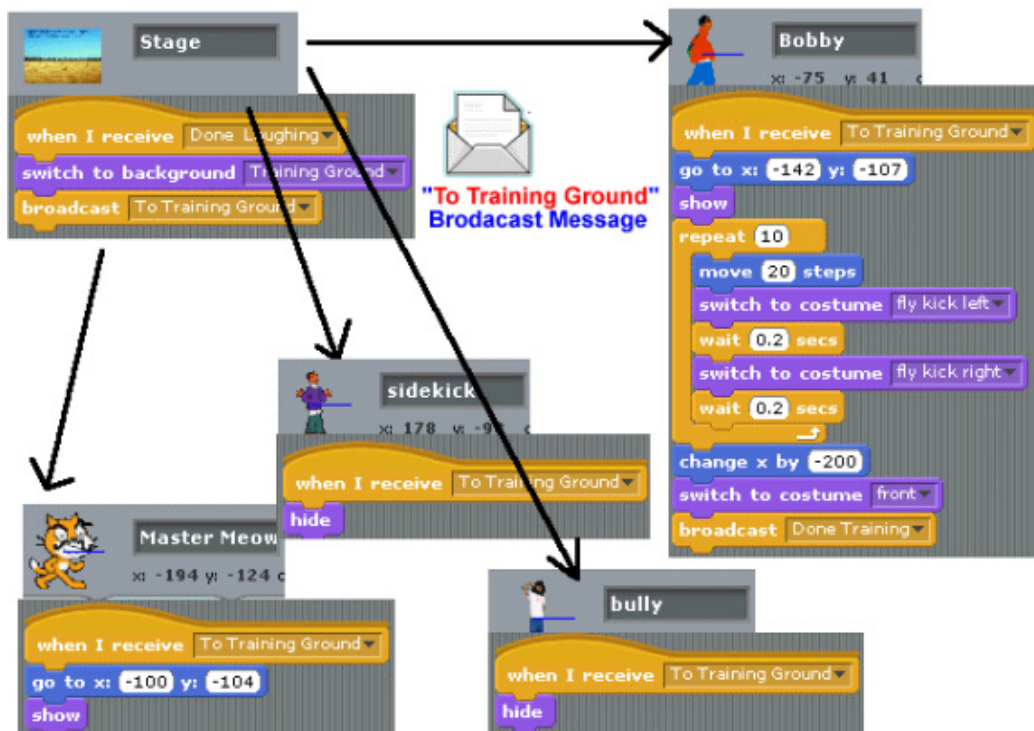 Stage
when I receive Done Laughing
switch to background Training Ground
broadcast To Training Ground
"To Training Ground"
Brodacast Message
Bobby
x: -75 y: 41
when I receive To Training Ground
go to x: -142 y: -107
show
repeat 10
move 20 steps
switch to costume fly kick left
wait 0.2 secs
switch to costume fly kick right
wait 0.2 secs
change x by -200
switch to costume front
broadcast Done Training
sidekick
x: 178 y:
when I receive To Training Ground
hide
Master Meow
x: -194 y: -124
when I receive To Training Ground
go to x: -100 y: -104
show
bully
when I receive To Training Ground
hide